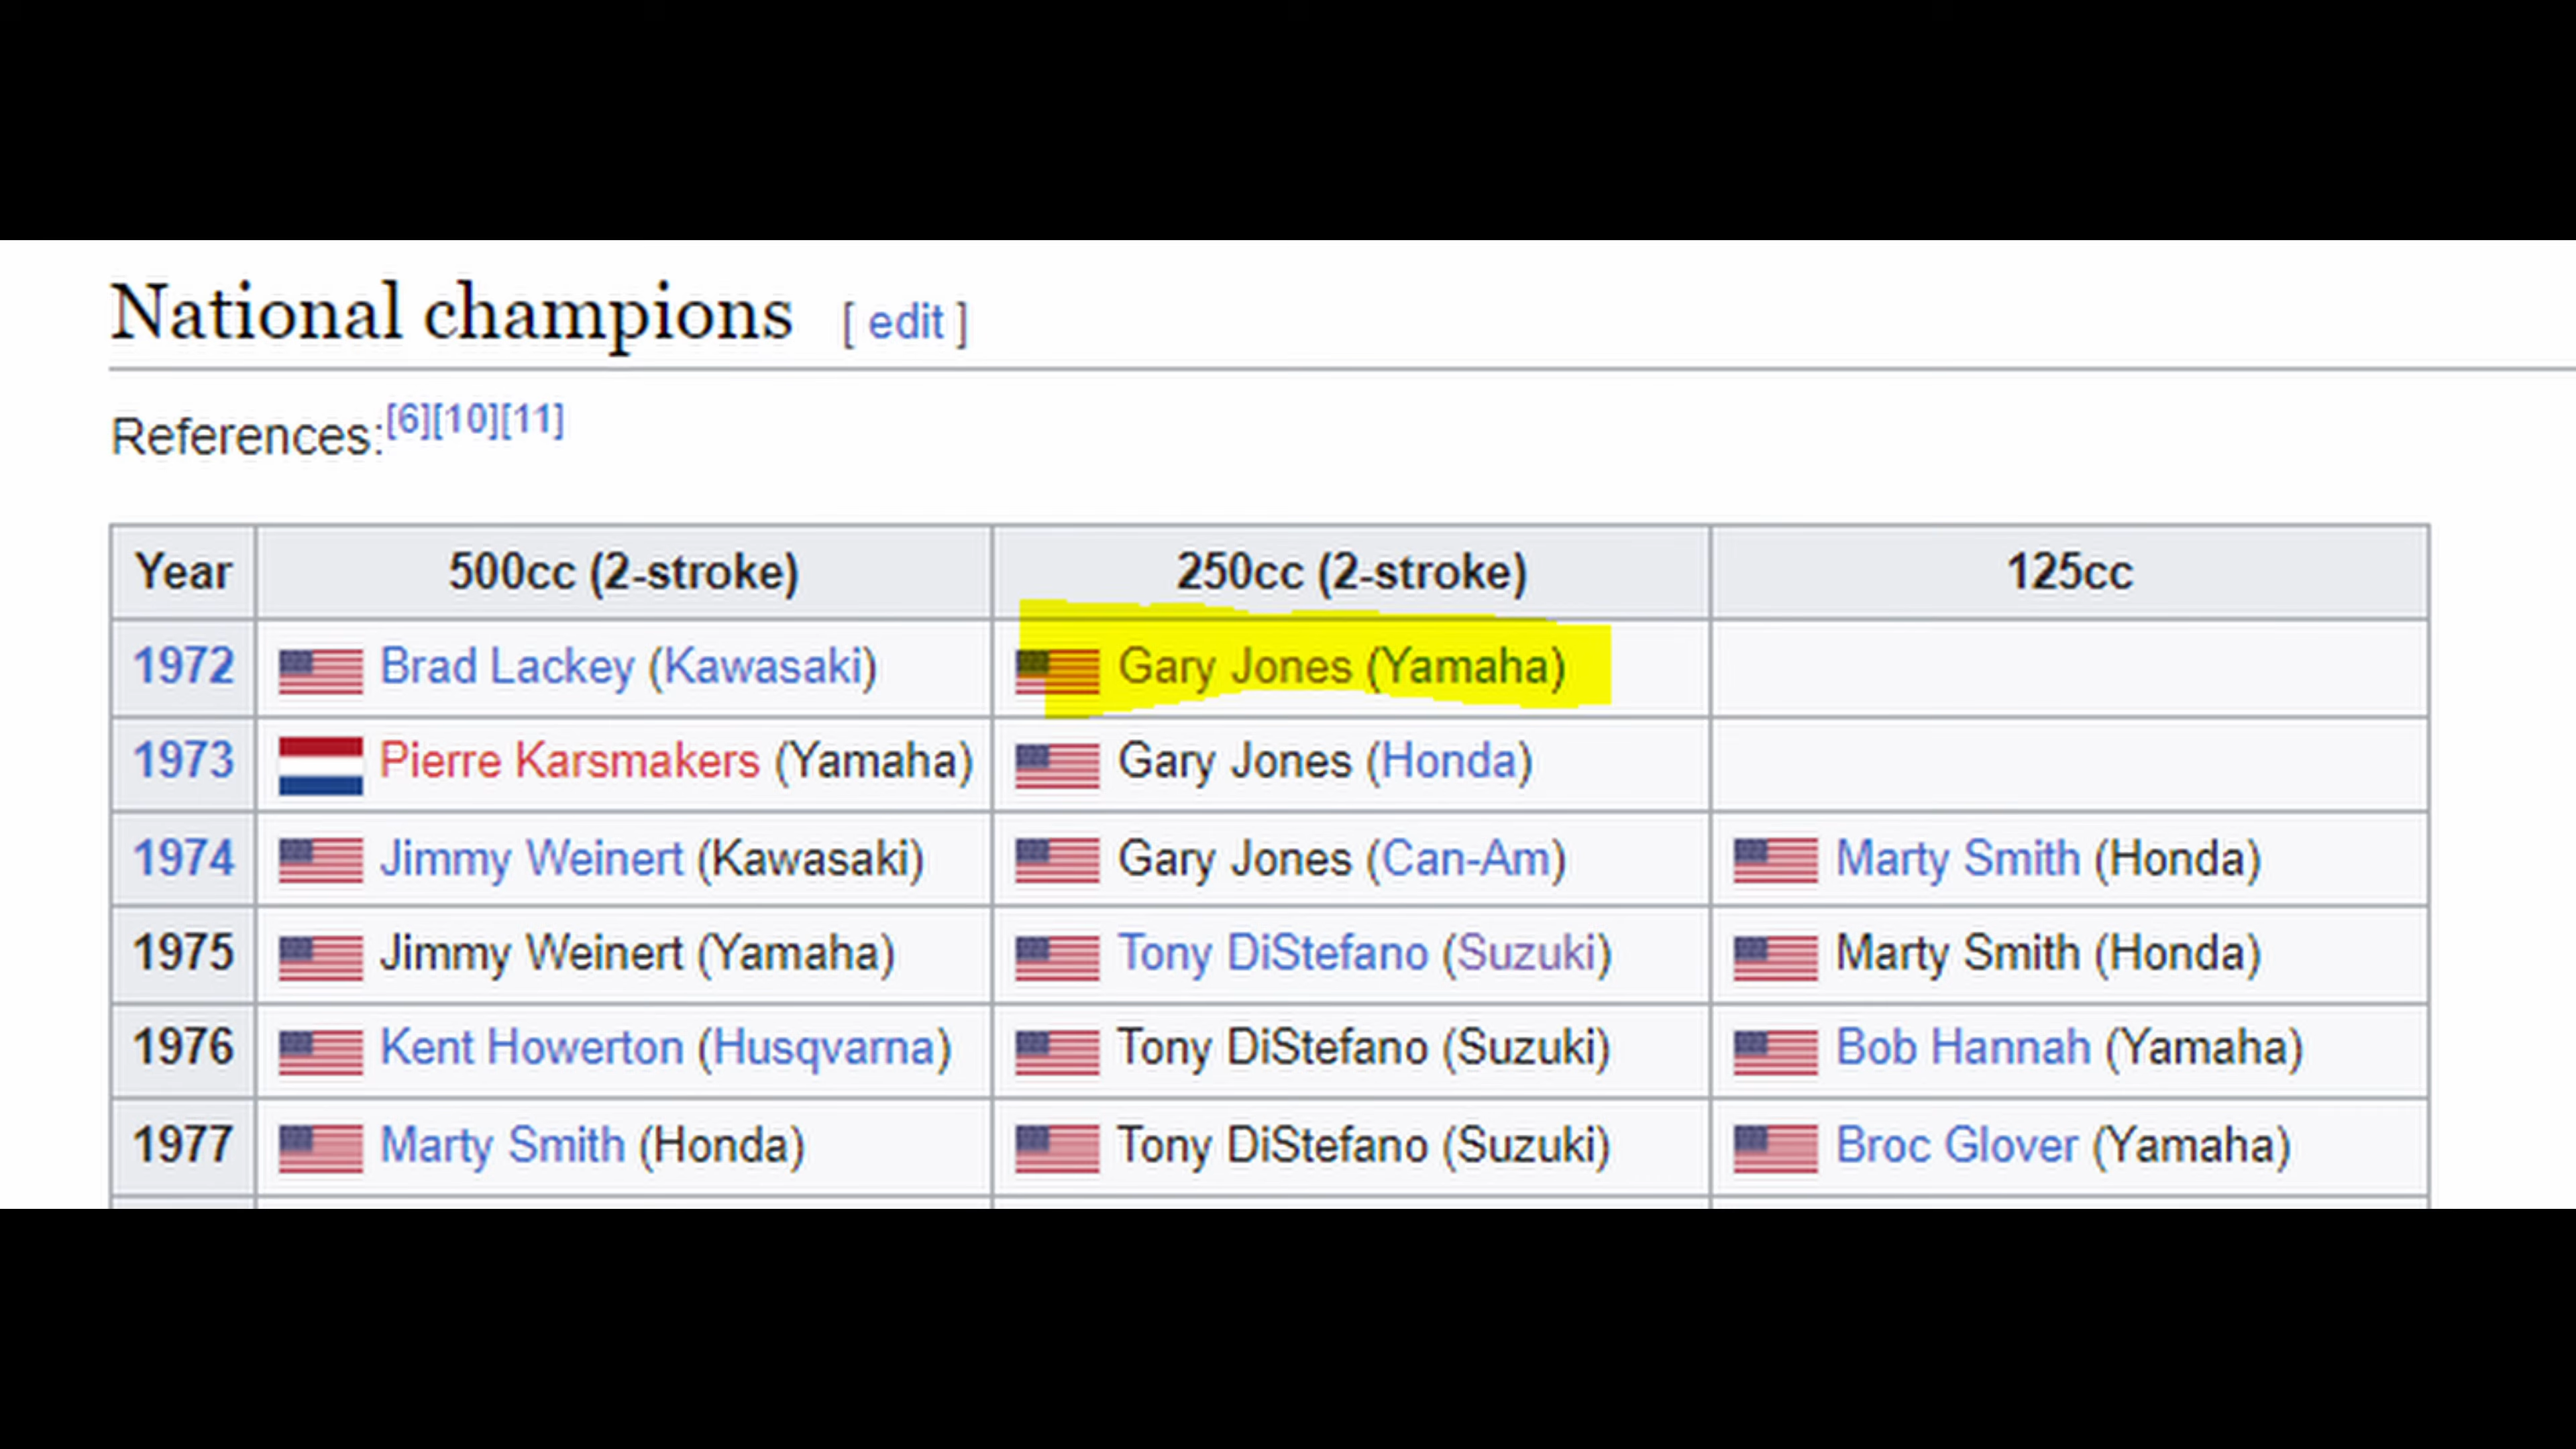 National champions [ edit ]
References:[6][10][11]
Year 500cc (2-stroke) 250cc (2-stroke) 125cc
1972 Brad Lackey (Kawasaki) Gary Jones (Yamaha)
1973 Pierre Karsmakers (Yamaha) Gary Jones (Honda)
1974 Jimmy Weinert (Kawasaki) Gary Jones (Can-Am) Marty Smith (Honda)
1975 Jimmy Weinert (Yamaha) Tony DiStefano (Suzuki) Marty Smith (Honda)
1976 Kent Howerton (Husqvarna) Tony DiStefano (Suzuki) Bob Hannah (Yamaha)
1977 Marty Smith (Honda) Tony DiStefano (Suzuki) Broc Glover (Yamaha)